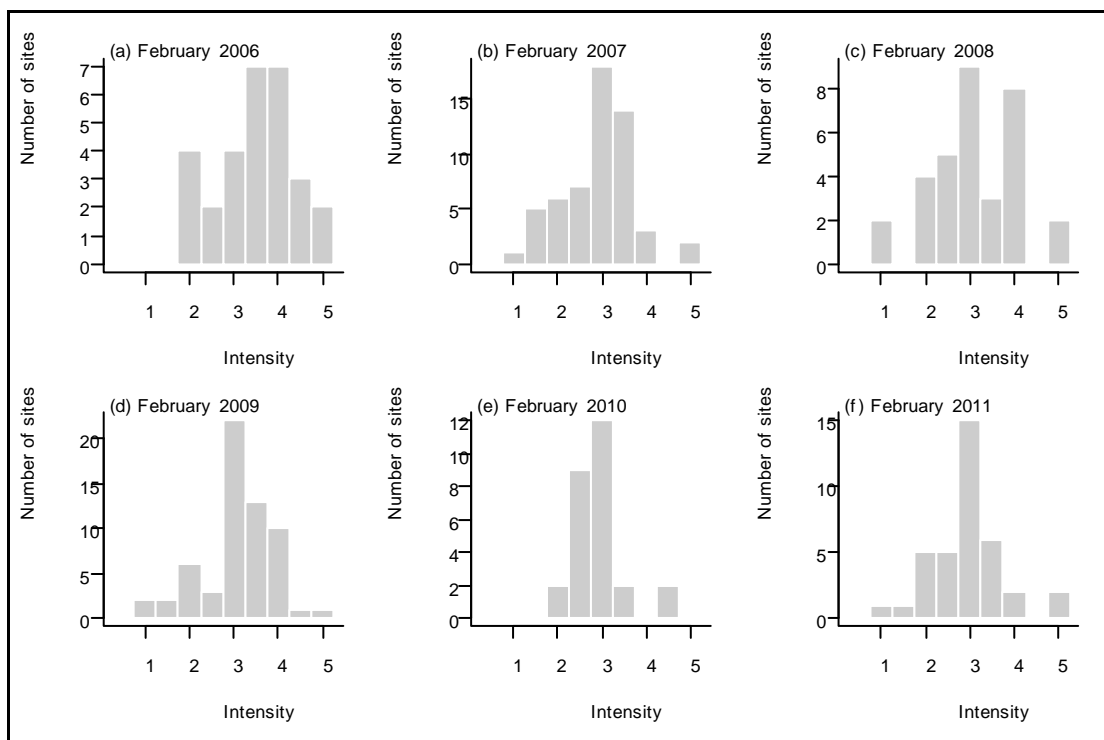 (a) February 2006
Number of sites
7
6
5
4
3
2
1
0
1 2 3 4 5
Intensity
(b) February 2007
Number of sites
15
10
5
0
1 2 3 4 5
Intensity
(c) February 2008
Number of sites
8
6
4
2
0
1 2 3 4 5
Intensity
(d) February 2009
Number of sites
20
15
10
5
0
1 2 3 4 5
Intensity
(e) February 2010
Number of sites
12
10
8
6
4
2
0
1 2 3 4 5
Intensity
(f) February 2011
Number of sites
15
10
5
0
1 2 3 4 5
Intensity